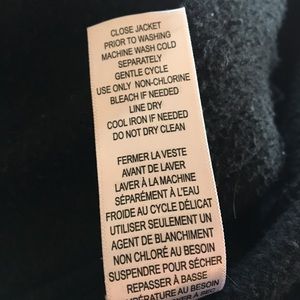 CLOSE JACKET
PRIOR TO WASHING
MACHINE WASH COLD
SEPARATELY
GENTLE CYCLE
USE ONLY NON-CHLORINE
BLEACH IF NEEDED
LINE DRY
COOL IRON IF NEEDED
DO NOT DRY CLEAN
FERMER LA VESTE
AVANT DE LAVER
LAVER À LA MACHINE
SÉPARÉMENT À L'EAU
FROIDE AU CYCLE DÉLICAT
UTILISER SEULEMENT UN
AGENT DE BLANCHIMENT
NON CHLORÉ AU BESOIN
SUSPENDRE POUR SÉCHER
REPASSER À BASSE
AU BESOIN